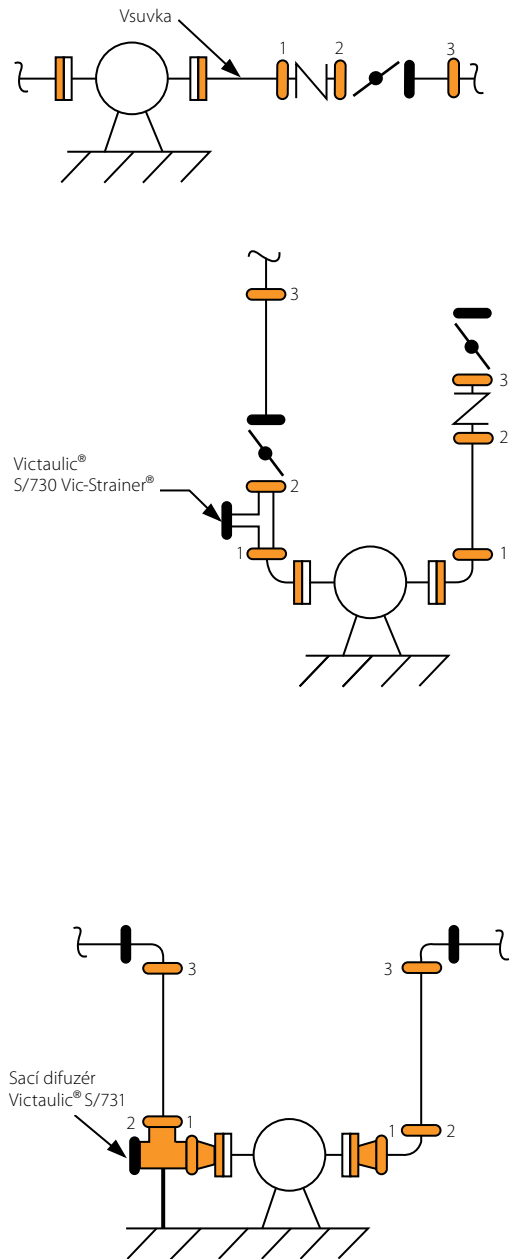 Vsuvka
1 2 3
3
3
2
1
Victaulic®
S/730 Vic-Strainer®
2
1
3
3
Sací difuzér
Victaulic® S/731
2 1
1 2